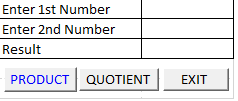 Enter 1st Number
Enter 2nd Number
Result
PRODUCT QUOTIENT EXIT